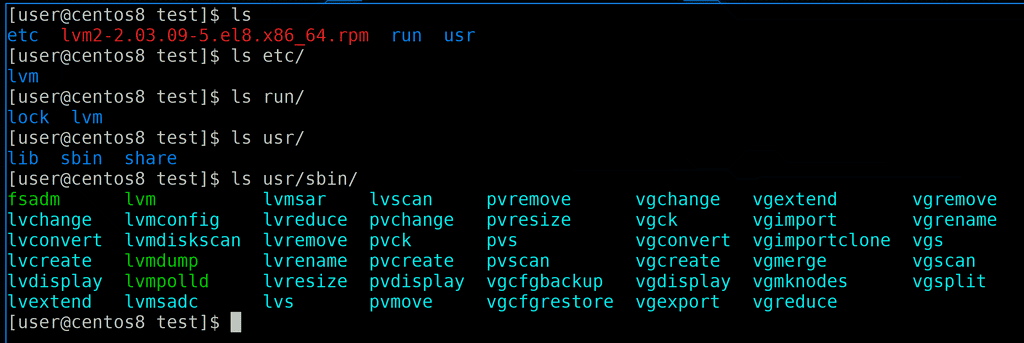 [user@centos8 test]$ ls
etc  lvm2-2.03.09-5.el8.x86_64.rpm  run  usr
[user@centos8 test]$ ls etc/
lvm
[user@centos8 test]$ ls run/
lock  lvm
[user@centos8 test]$ ls usr/
lib  sbin  share
[user@centos8 test]$ ls usr/sbin/
fsadm      lvm          lvmsar    lvscan     pvremove       vgchange   vgextend       vgremove
lvchange   lvmconfig    lvreduce  pvchange   pvresize       vgck       vgimport       vgrename
lvconvert  lvmdiskscan  lvremove  pvck       pvs            vgconvert  vgimportclone  vgs
lvcreate   lvmdump      lvrename  pvcreate   pvscan         vgcreate   vgmerge        vgscan
lvdisplay  lvmpolld     lvresize  pvdisplay  vgcfgbackup    vgdisplay  vgmknodes      vgsplit
lvextend   lvmsadc      lvs       pvmove     vgcfgrestore   vgexport   vgreduce
[user@centos8 test]$